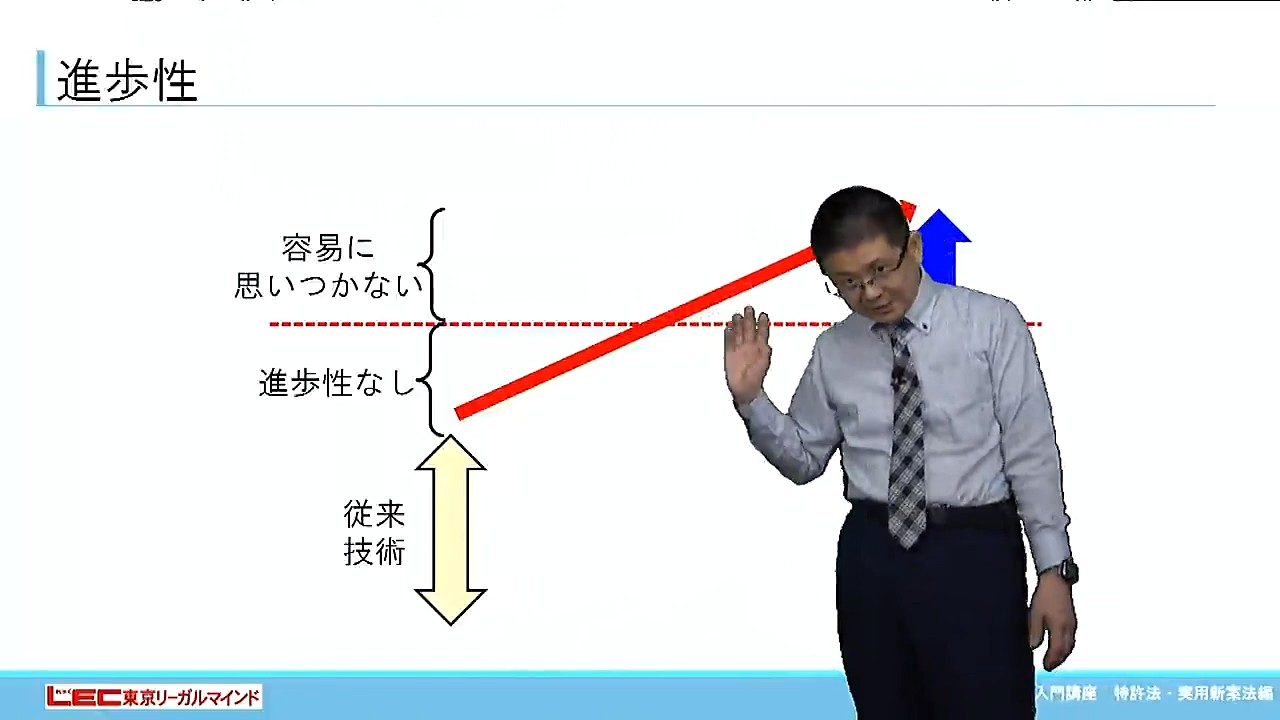 進歩性
容易に
思いつかない
進歩性なし
従来
技術
LEC東京リーガルマインド
入門講座 特許法・実用新案法編